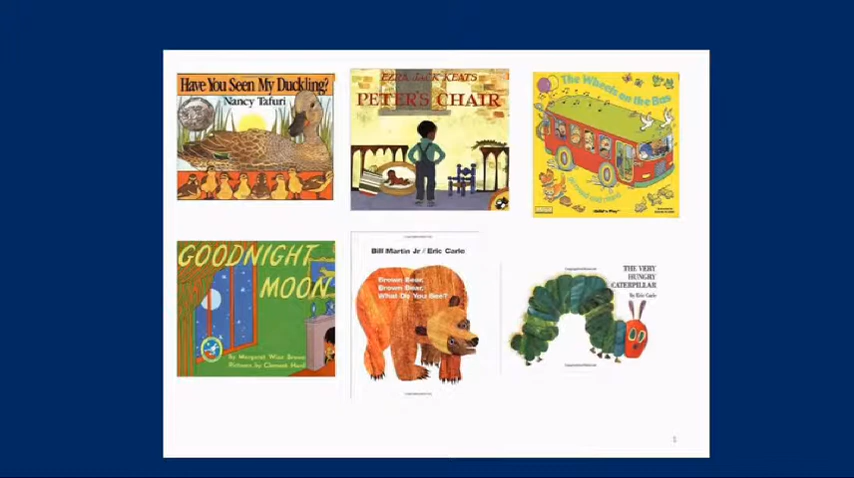 Have You Seen My Duckling?
Nancy Tafuri
EZRA JACK KEATS
PETER'S CHAIR
The Wheels on the Bus
Child's Play
GOODNIGHT
MOON
by Margaret Wise Brown
Pictures by Clement Hurd
Bill Martin Jr / Eric Carle
Brown Bear,
Brown Bear,
What Do You See?
THE VERY
HUNGRY
CATERPILLAR
by Eric Carle